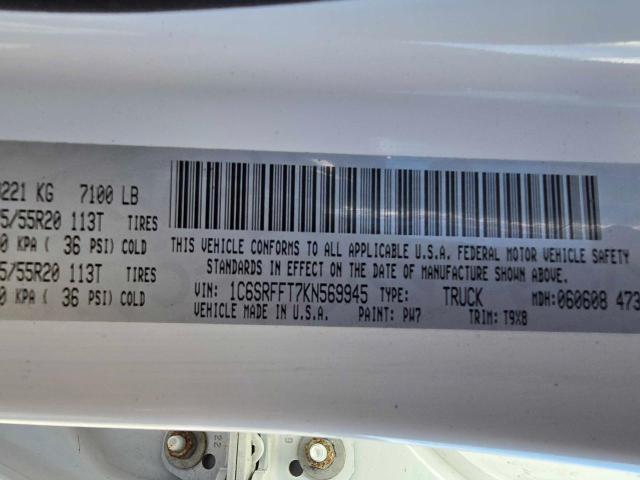 3221 KG 7100 LB
5/55R20 113T TIRES
0 KPA ( 36 PSI) COLD
5/55R20 113T TIRES
0 KPA ( 36 PSI) COLD
THIS VEHICLE CONFORMS TO ALL APPLICABLE U.S.A. FEDERAL MOTOR VEHICLE SAFETY
STANDARDS IN EFFECT ON THE DATE OF MANUFACTURE SHOWN ABOVE.
VIN: 1C6SRFFT7KN569945 TYPE: TRUCK MDH: 060608 473
VEHICLE MADE IN U.S.A. PAINT: PW7 TRIM: T9X8
22